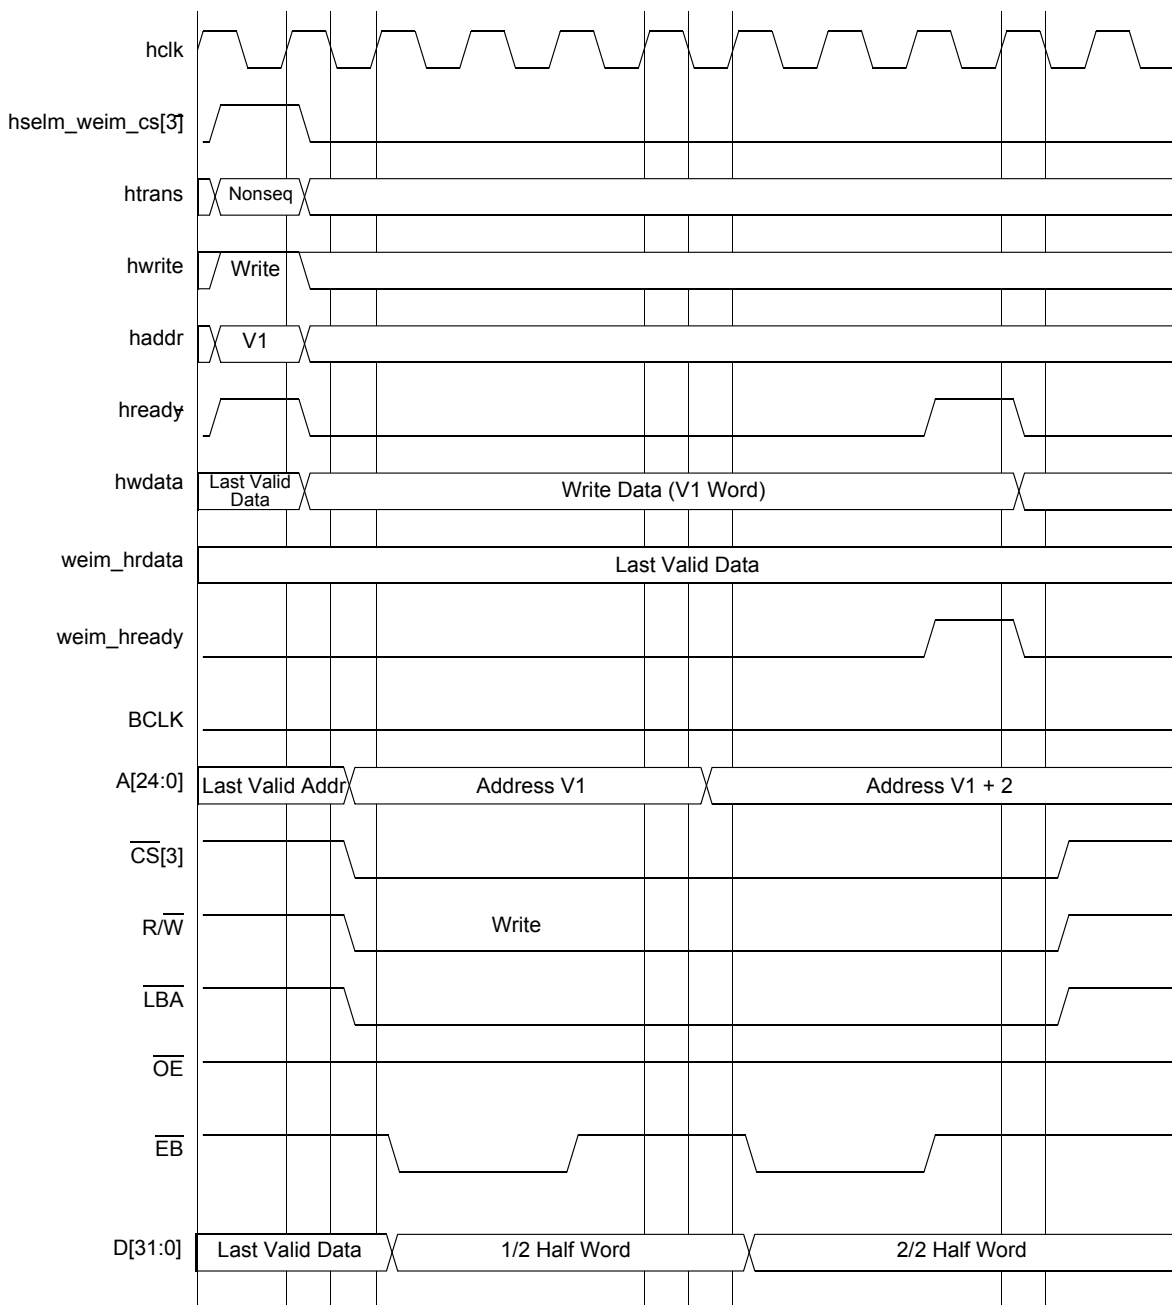 hclk
hselm_weim_cs[3]
htrans
Nonseq
hwrite
Write
haddr
V1
hready
hwdata
Last Valid
Data
Write Data (V1 Word)
weim_hrdata
Last Valid Data
weim_hready
BCLK
A[24:0]
Last Valid Addr
Address V1
Address V1 + 2
CS[3]
R/W
Write
LBA
OE
EB
D[31:0]
Last Valid Data
1/2 Half Word
2/2 Half Word